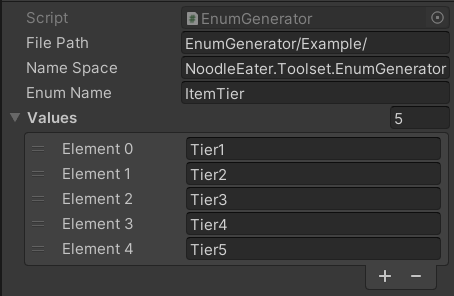 Script EnumGenerator
File Path EnumGenerator/Example/
Name Space NoodleEater.Toolset.EnumGenerator
Enum Name ItemTier
Values 5
Element 0 Tier1
Element 1 Tier2
Element 2 Tier3
Element 3 Tier4
Element 4 Tier5
+ −